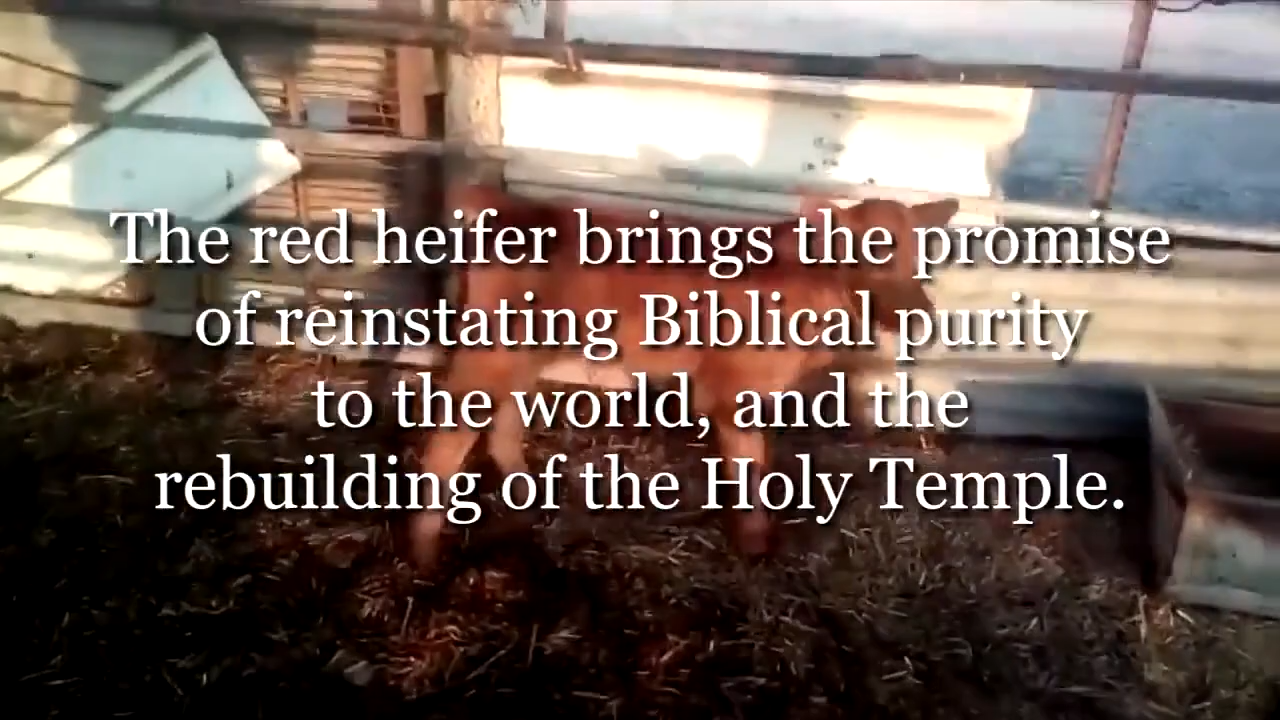 The red heifer brings the promise
of reinstating Biblical purity
to the world, and the
rebuilding of the Holy Temple.